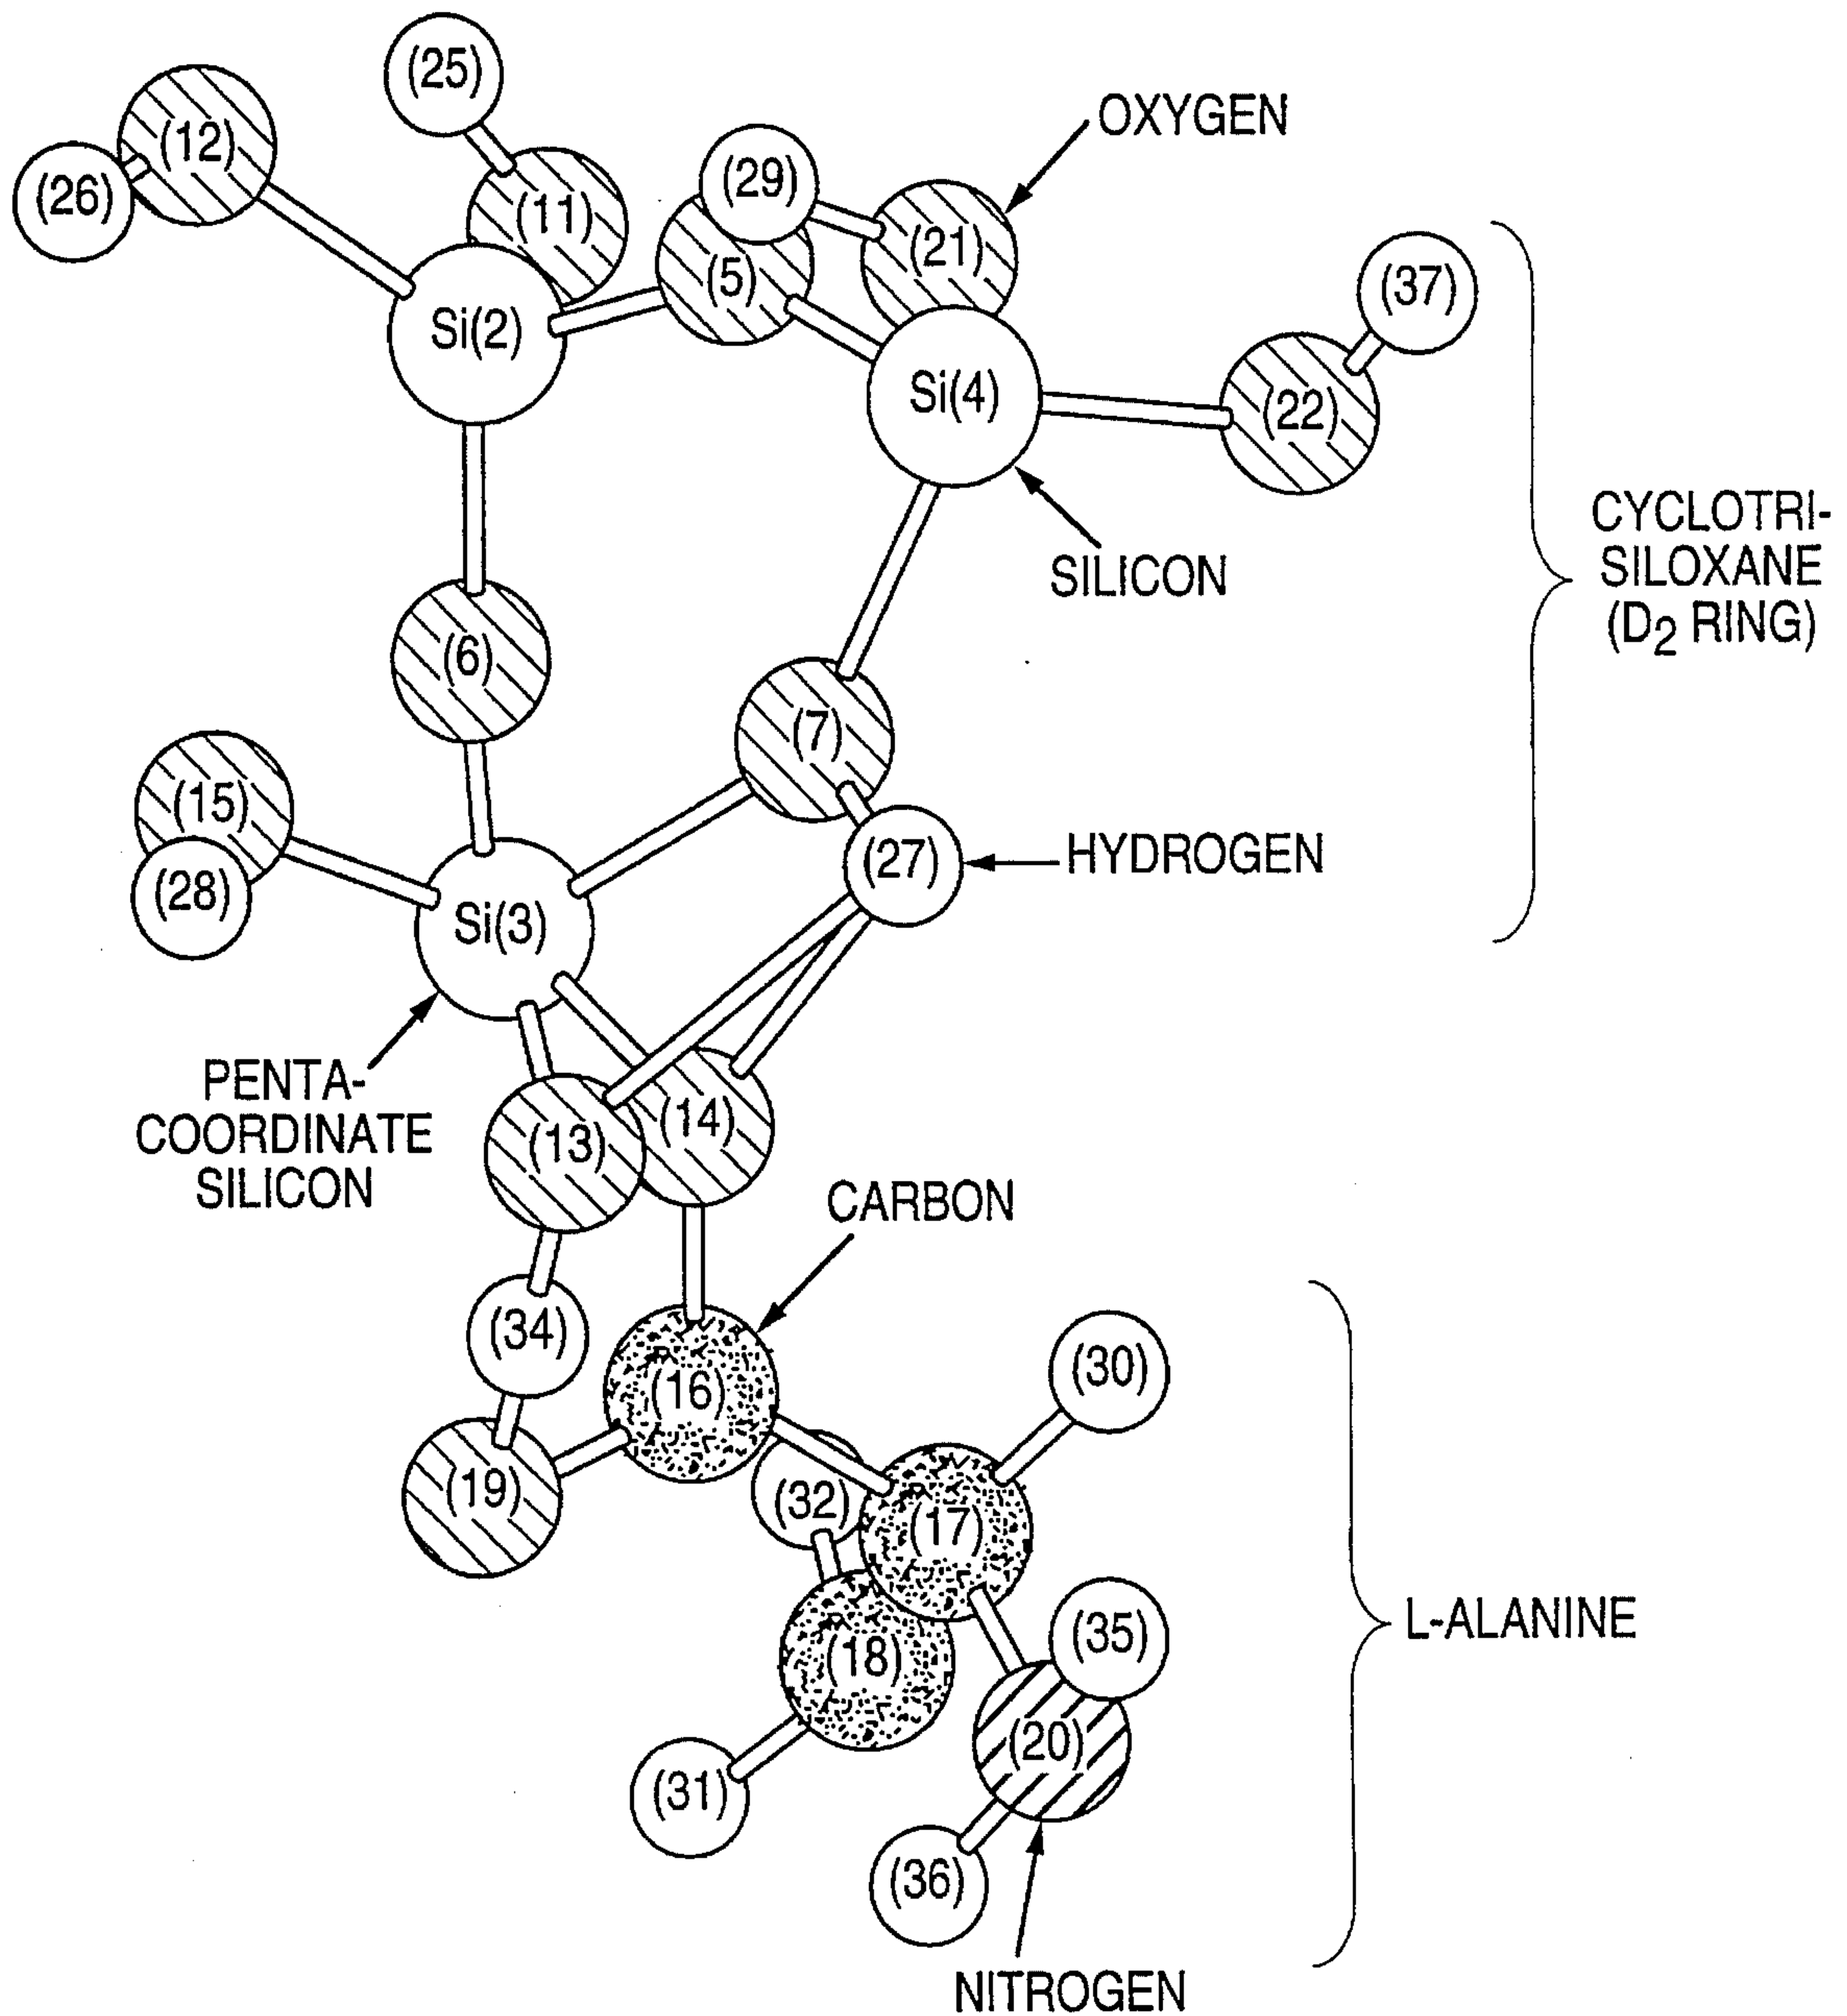 (25)
(12)
(26)
(11)
(29)
OXYGEN
(5)
(21)
(37)
Si(2)
Si(4)
(22)
CYCLOTRI-
SILOXANE
(D2 RING)
SILICON
(6)
(7)
(15)
(28)
(27)
HYDROGEN
Si(3)
PENTA-
COORDINATE
SILICON
(13)
(14)
CARBON
(34)
(16)
(30)
(19)
(32)
(17)
(18)
(35)
L-ALANINE
(20)
(31)
(36)
NITROGEN